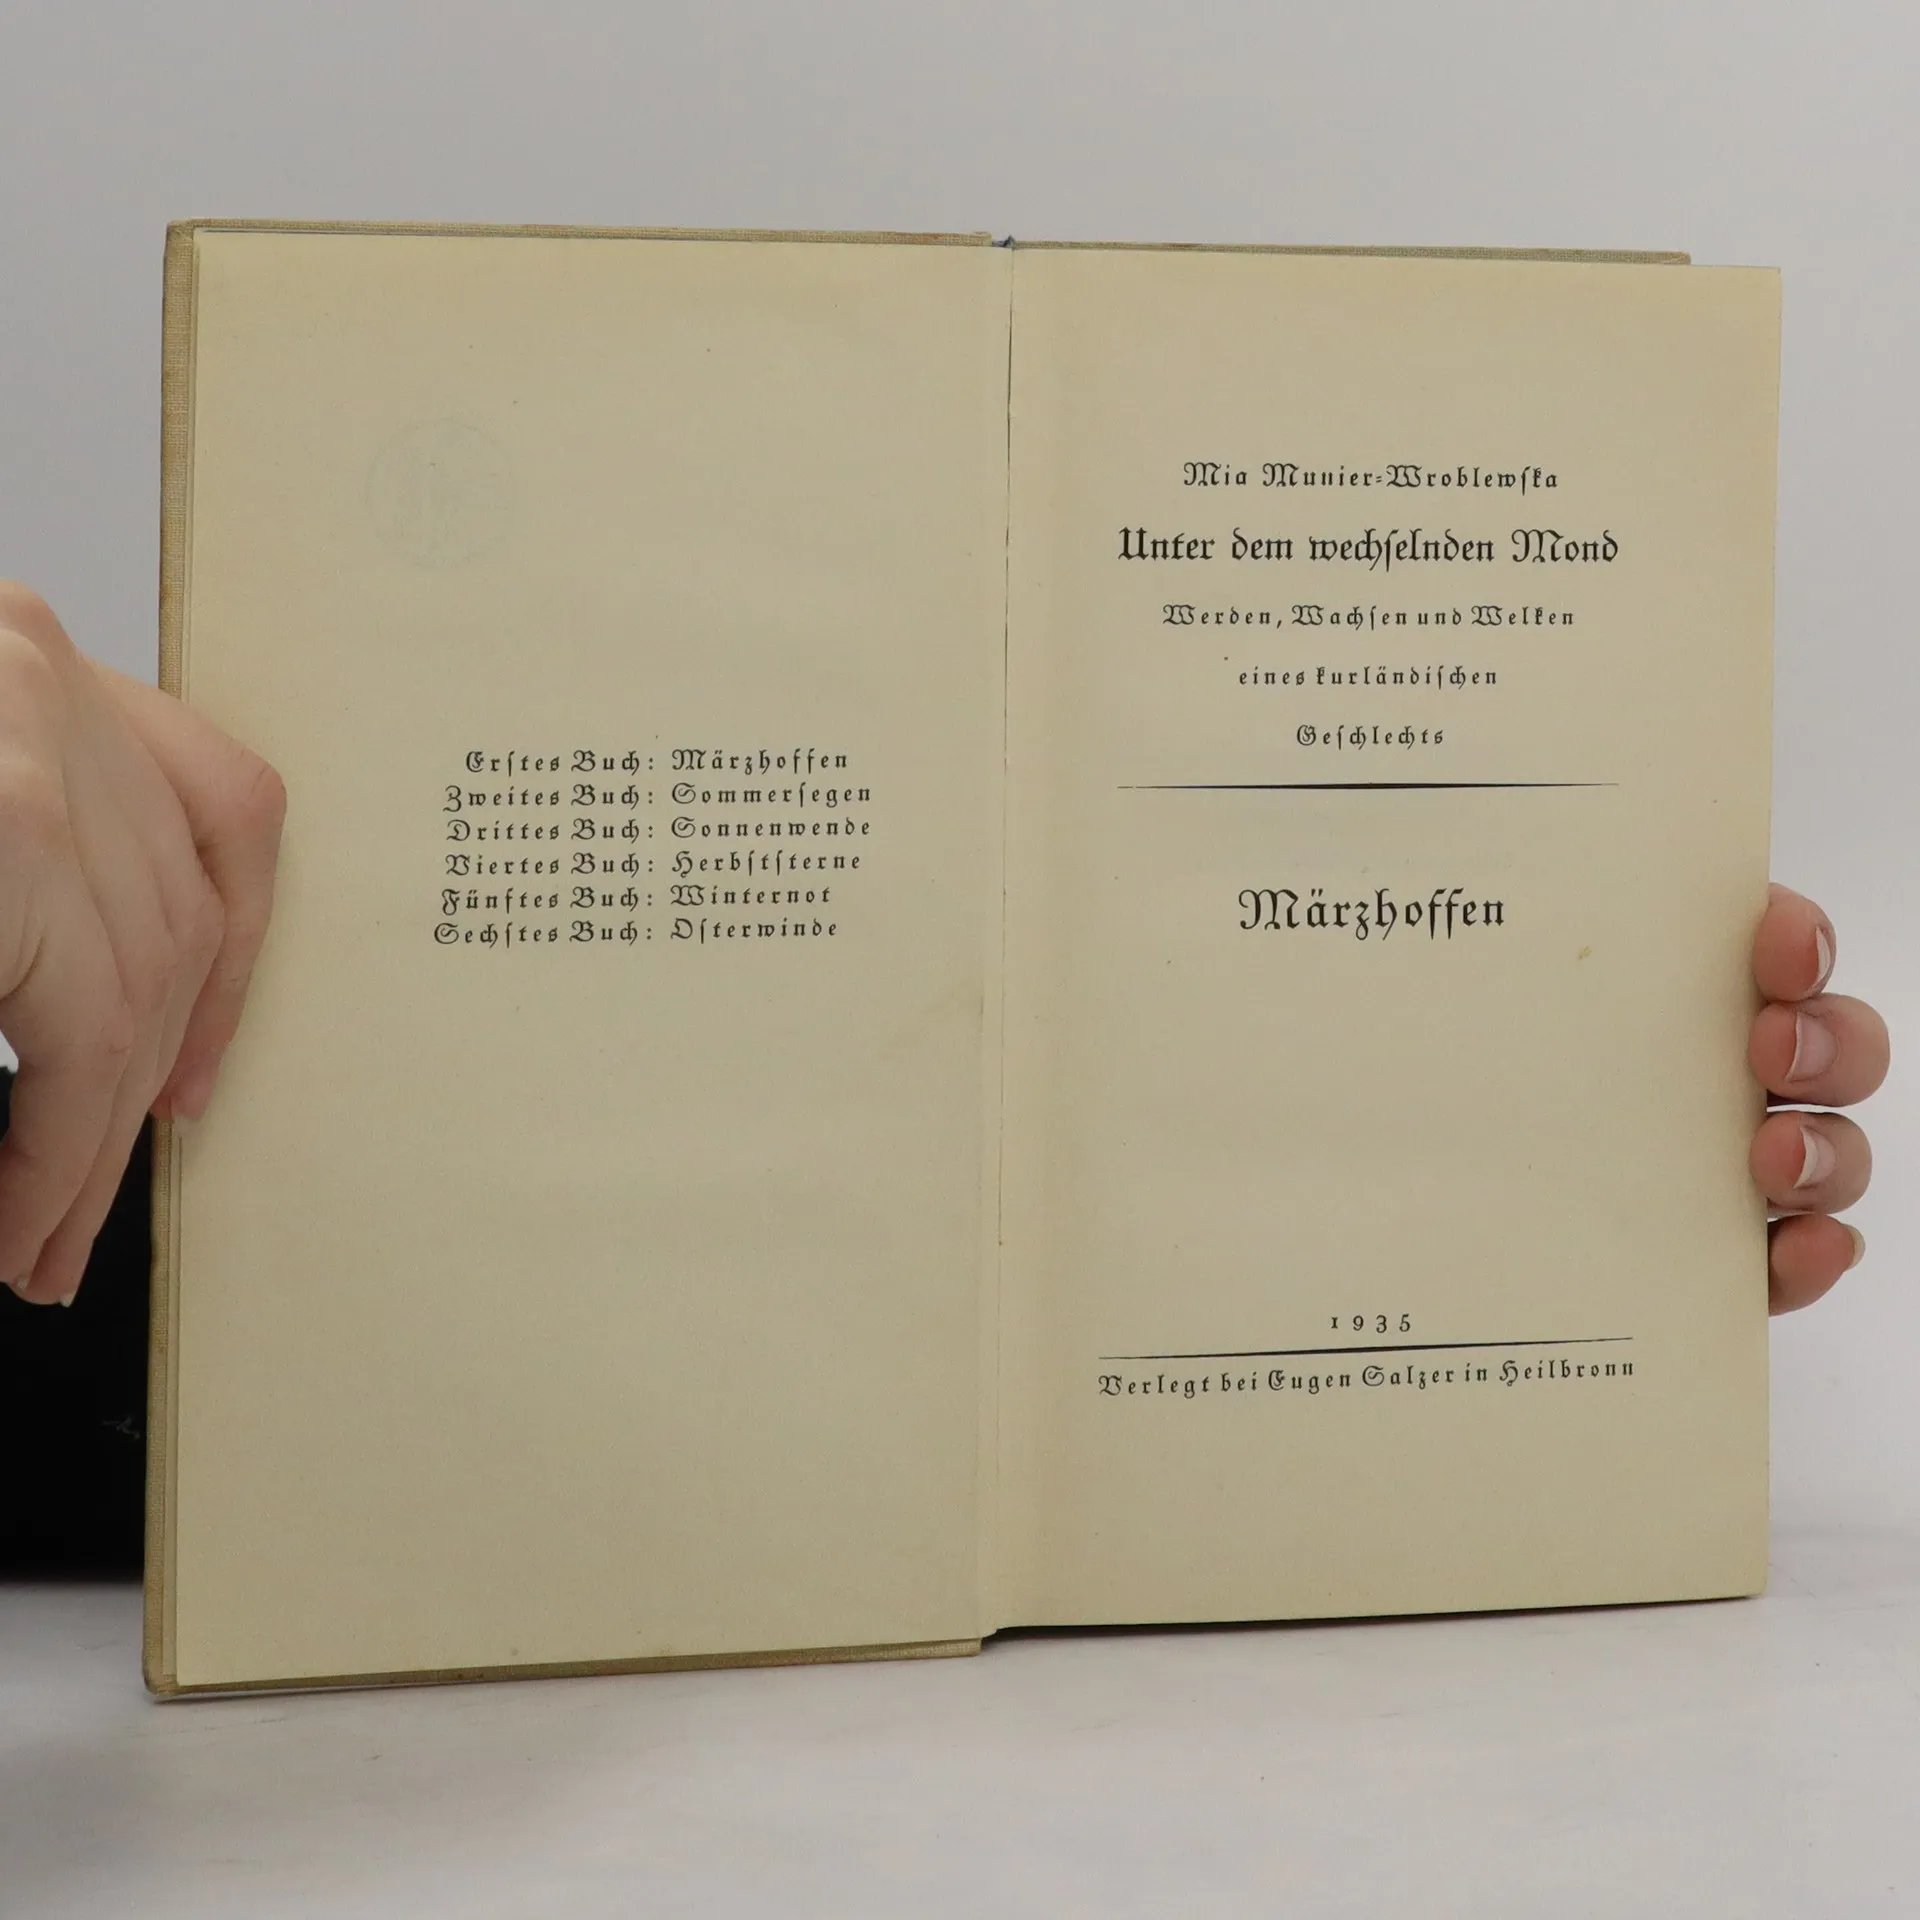 Erſtes Buch: Märzhoffen
Zweites Buch: Sommerſegen
Drittes Buch: Sonnenwende
Viertes Buch: Herbſtſterne
Fünftes Buch: Winternot
Sechſtes Buch: Oſterwinde
Mia Munier-Wroblewſka
Unter dem wechſelnden Mond
Werden, Wachſen und Welken
eines kurländiſchen
Geſchlechts
Märzhoffen
1935
Verlegt bei Eugen Salzer in Heilbronn